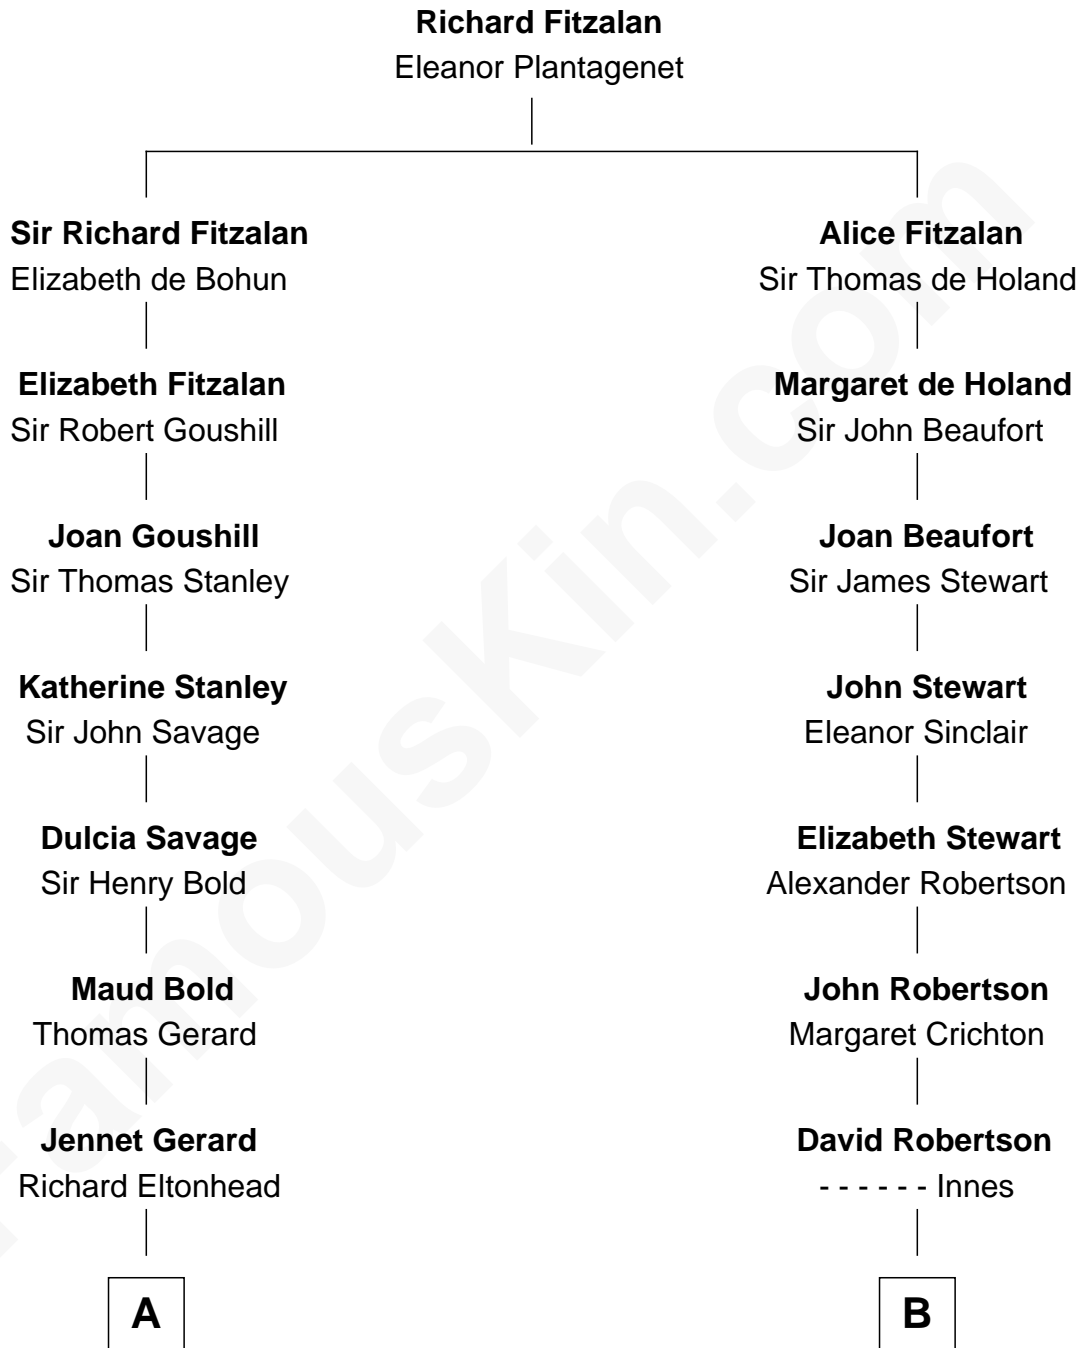 Richard Fitzalan
Eleanor Plantagenet
Sir Richard Fitzalan
Elizabeth de Bohun
Elizabeth Fitzalan
Sir Robert Goushill
Joan Goushill
Sir Thomas Stanley
Katherine Stanley
Sir John Savage
Dulcia Savage
Sir Henry Bold
Maud Bold
Thomas Gerard
Jennet Gerard
Richard Eltonhead
A
Alice Fitzalan
Sir Thomas de Holand
Margaret de Holand
Sir John Beaufort
Joan Beaufort
Sir James Stewart
John Stewart
Eleanor Sinclair
Elizabeth Stewart
Alexander Robertson
John Robertson
Margaret Crichton
David Robertson
- - - - - - Innes
B
FamousKin.com